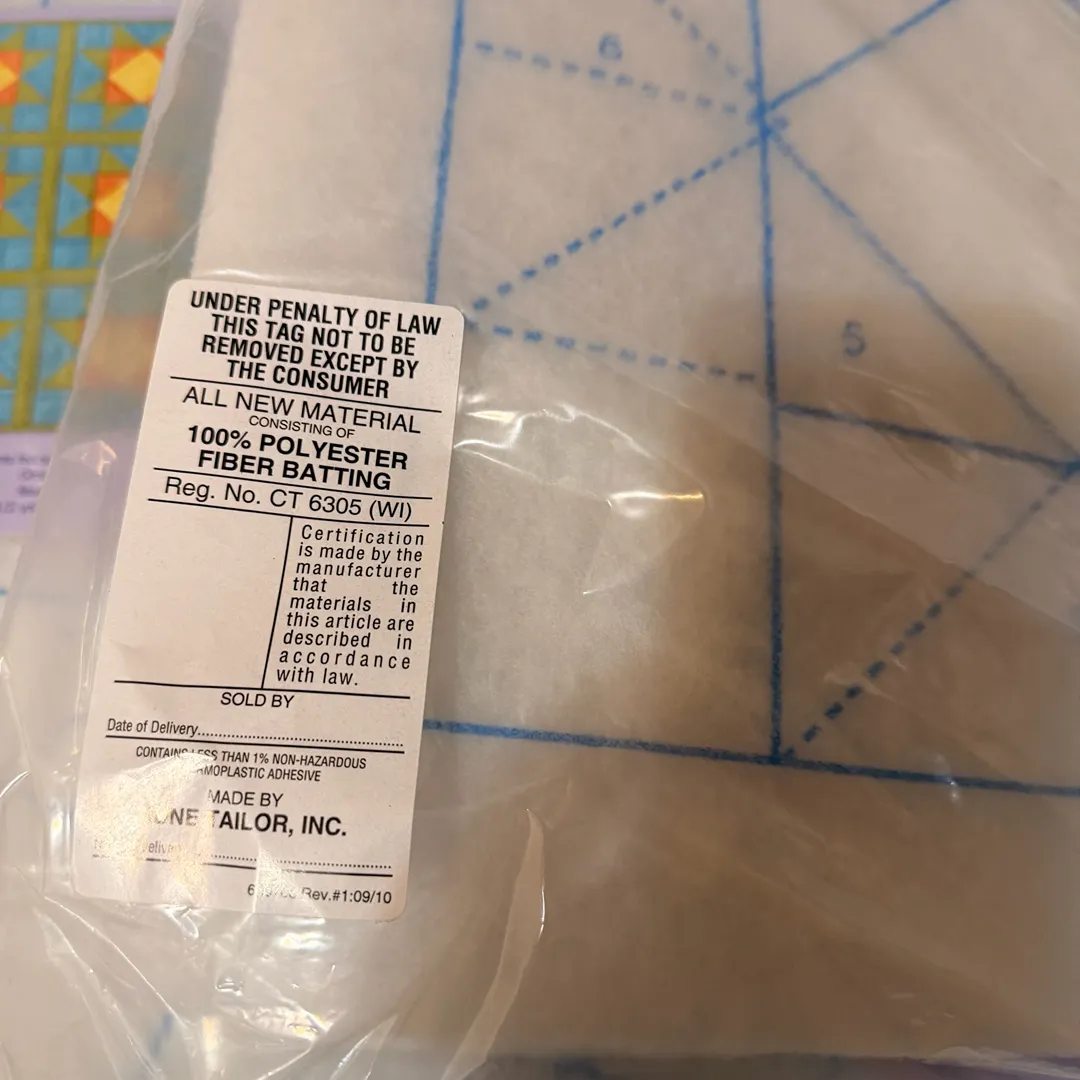 6
5
UNDER PENALTY OF LAW
THIS TAG NOT TO BE
REMOVED EXCEPT BY
THE CONSUMER
ALL NEW MATERIAL
CONSISTING OF
100% POLYESTER
FIBER BATTING
Reg. No. CT 6305 (WI)
Certification
is made by the
manufacturer
that the
materials in
this article are
described in
accordance
with law.
SOLD BY
Date of Delivery
CONTAINS LESS THAN 1% NON-HAZARDOUS
ADHESIVE
MADE BY
TAILOR, INC.
Rev.#1:09/10